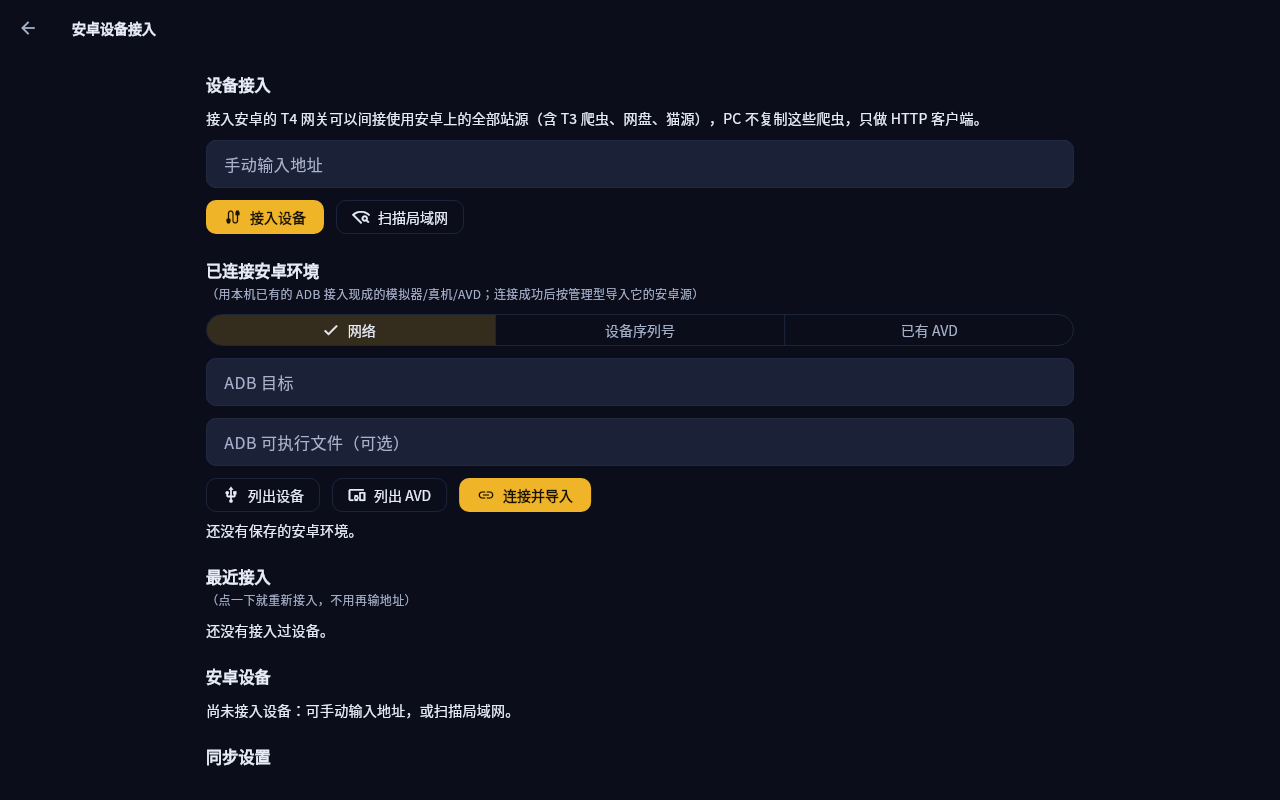 安卓设备接入
设备接入
接入安卓的 T4 网关可以间接使用安卓上的全部站源（含 T3 爬虫、网盘、猫源），PC 不复制这些爬虫，只做 HTTP 客户端。
手动输入地址
接入设备
扫描局域网
已连接安卓环境
（用本机已有的 ADB 接入现成的模拟器/真机/AVD；连接成功后按管理型导入它的安卓源）
网络
设备序列号
已有 AVD
ADB 目标
ADB 可执行文件（可选）
列出设备
列出 AVD
连接并导入
还没有保存的安卓环境。
最近接入
（点一下就重新接入，不用再输地址）
还没有接入过设备。
安卓设备
尚未接入设备：可手动输入地址，或扫描局域网。
同步设置